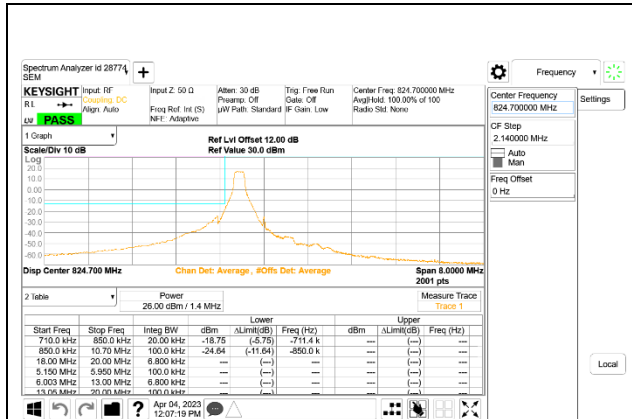 Spectrum Analyzer Id 28774
SEM
Frequency
KEYSIGHT
Input: RF
Input Z: 50 Ω
Atten: 30 dB
Trig: Free Run
Center Freq: 824.700000 MHz
R L
Coupling: DC
Preamp: Off
Gate: Off
Avg|Hold: 100.00% of 100
Align: Auto
Freq Ref: Int (S)
µW Path: Standard
IF Gain: Low
Radio Std: None
PASS
NFE: Adaptive
Center Frequency
824.700000 MHz
Settings
CF Step
2.140000 MHz
Auto
Man
Freq Offset
0 Hz
1 Graph
Ref Lvl Offset 12.00 dB
Scale/Div 10 dB
Ref Value 30.0 dBm
Log
20.0
10.0
0.00
-10.0
-20.0
-30.0
-40.0
-50.0
-60.0
Disp Center 824.700 MHz
Chan Det: Average, #Offs Det: Average
Span 8.0000 MHz
2001 pts
2 Table
Power
26.00 dBm / 1.4 MHz
Measure Trace
Trace 1
Lower Upper
Start Freq Stop Freq Integ BW dBm ΔLimit(dB) Freq (Hz) dBm ΔLimit(dB) Freq (Hz)
710.0 kHz 850.0 kHz 20.00 kHz -18.75 (-5.75) -711.4 k --- (---) ---
850.0 kHz 10.70 MHz 100.0 kHz -24.64 (-11.64) -850.0 k --- (---) ---
18.00 MHz 20.00 MHz 6.800 kHz --- (---) --- --- (---) ---
5.150 MHz 5.950 MHz 100.0 kHz --- (---) --- --- (---) ---
6.003 MHz 13.00 MHz 6.800 kHz --- (---) --- --- (---) ---
13.05 MHz 20.00 MHz 100.0 kHz --- (---) --- --- (---) ---
Local
Apr 04, 2023
12:07:19 PM